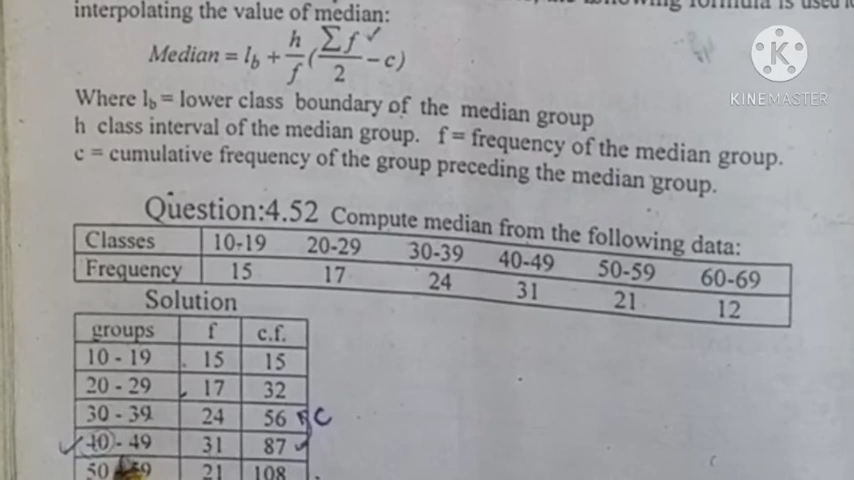 interpolating the value of median:
Median = l_b + h/f (Σf/2 – c)
K
KINEMASTER
Where l_b = lower class boundary of the median group
h class interval of the median group. f = frequency of the median group.
c = cumulative frequency of the group preceding the median group.
Question:4.52 Compute median from the following data:
Classes 10-19 20-29 30-39 40-49 50-59 60-69
Frequency 15 17 24 31 21 12
Solution
groups f c.f.
10 - 19 15 15
20 - 29 17 32
30 - 39 24 56 C
40 - 49 31 87
50 59 21 108